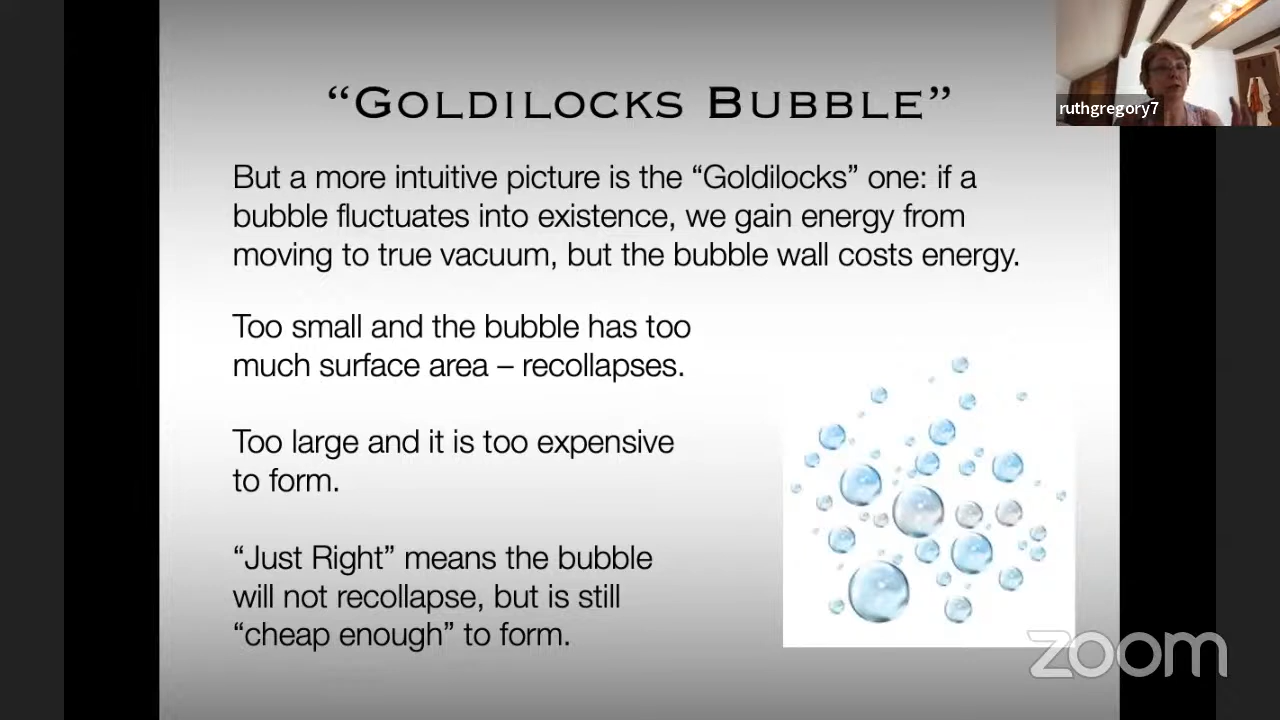 “GOLDILOCKS BUBBLE”
ruthgregory7
But a more intuitive picture is the “Goldilocks” one: if a
bubble fluctuates into existence, we gain energy from
moving to true vacuum, but the bubble wall costs energy.
Too small and the bubble has too
much surface area – recollapses.
Too large and it is too expensive
to form.
“Just Right” means the bubble
will not recollapse, but is still
“cheap enough” to form.
zoom